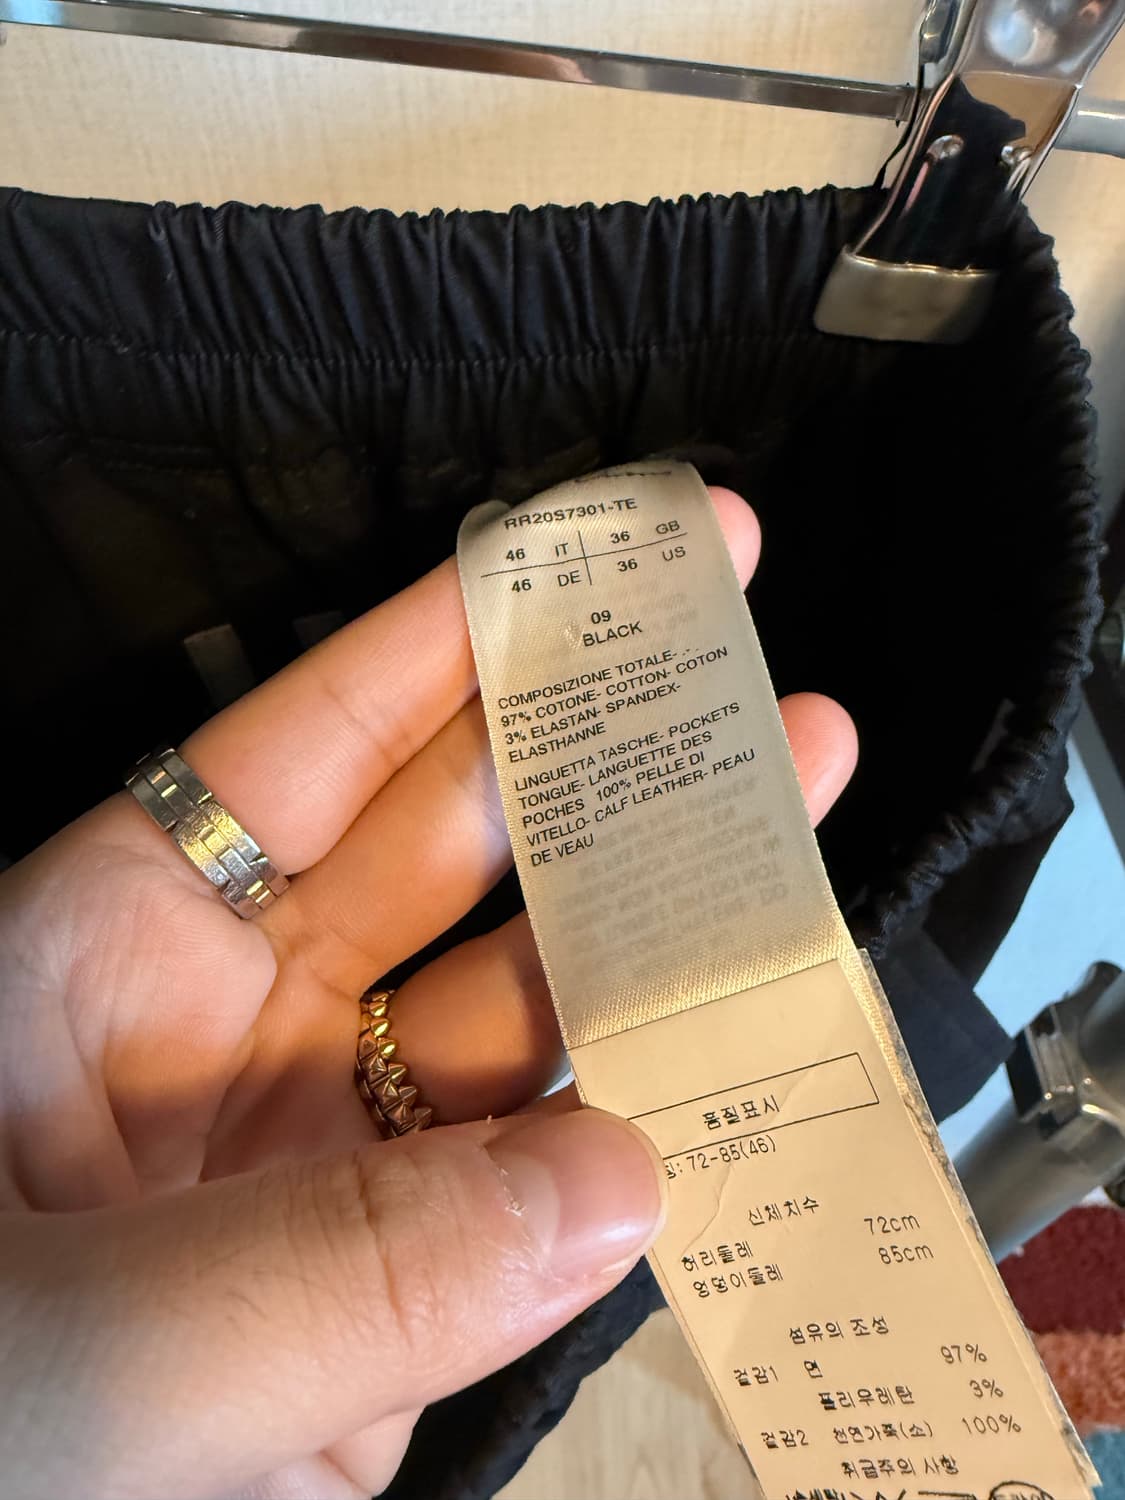 RR20S7301-TE
46 IT 36 GB
46 DE 36 US
09
BLACK
COMPOSIZIONE TOTALE-
97% COTONE- COTTON- COTON
3% ELASTAN- SPANDEX-
ELASTHANNE
LINGUETTA TASCHE- POCKETS
TONGUE- LANGUETTE DES
POCHES 100% PELLE DI
VITELLO- CALF LEATHER- PEAU
DE VEAU
품질표시
: 72-85(46)
신체치수
허리둘레 72cm
엉덩이둘레 85cm
섬유의 조성
겉감1 면 97%
폴리우레탄 3%
겉감2 천연가죽(소) 100%
취급주의 사항